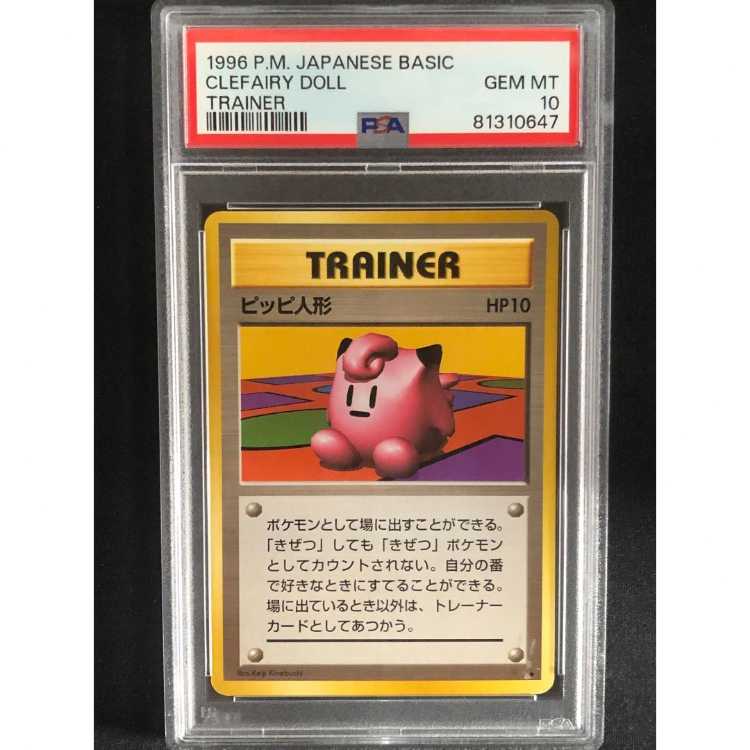 1996 P.M. JAPANESE BASIC
CLEFAIRY DOLL GEM MT
TRAINER 10
PSA 81310647
TRAINER
ピッピ人形 HP10
ポケモンとして場に出すことができる。
「きぜつ」しても「きぜつ」ポケモン
としてカウントされない。自分の番
で好きなときにすてることができる。
場に出ているとき以外は、トレーナー
カードとしてあつかう。
Illus. Keiji Kinebuchi
PSA